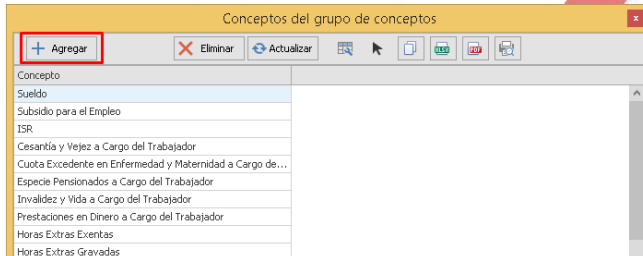 Conceptos del grupo de conceptos
x
Agregar Eliminar Actualizar XLSX PDF
Concepto
Sueldo
Subsidio para el Empleo
ISR
Cesantía y Vejez a Cargo del Trabajador
Cuota Excedente en Enfermedad y Maternidad a Cargo de...
Especie Pensionados a Cargo del Trabajador
Invalidez y Vida a Cargo del Trabajador
Prestaciones en Dinero a Cargo del Trabajador
Horas Extras Exentas
Horas Extras Gravadas